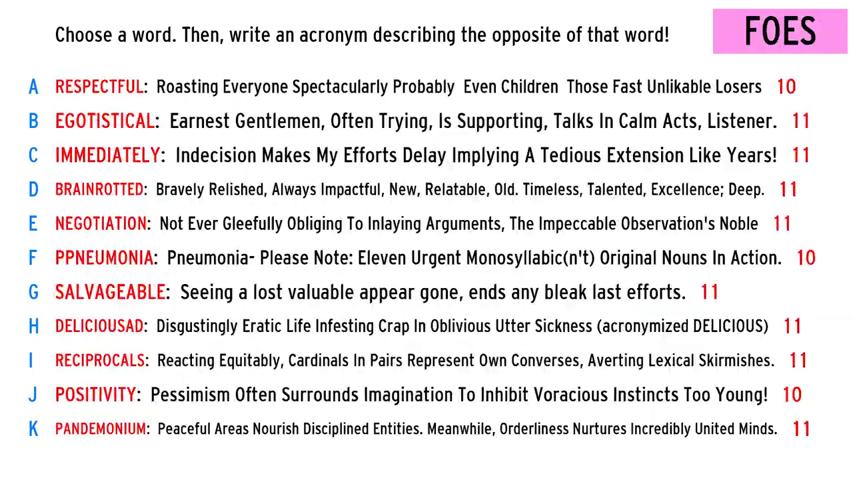 Choose a word. Then, write an acronym describing the opposite of that word!
FOES
A RESPECTFUL: Roasting Everyone Spectacularly Probably Even Children Those Fast Unlikable Losers 10
B EGOTISTICAL: Earnest Gentlemen, Often Trying, Is Supporting, Talks In Calm Acts, Listener. 11
C IMMEDIATELY: Indecision Makes My Efforts Delay Implying A Tedious Extension Like Years! 11
D BRAINROTTED: Bravely Relished, Always Impactful, New, Relatable, Old. Timeless, Talented, Excellence; Deep. 11
E NEGOTIATION: Not Ever Gleefully Obliging To Inlaying Arguments, The Impeccable Observation's Noble 11
F PPNEUMONIA: Pneumonia- Please Note: Eleven Urgent Monosyllabic(n't) Original Nouns In Action. 10
G SALVAGEABLE: Seeing a lost valuable appear gone, ends any bleak last efforts. 11
H DELICIOUSAD: Disgustingly Eratic Life Infesting Crap In Oblivious Utter Sickness (acronymized DELICIOUS) 11
I RECIPROCALS: Reacting Equitably, Cardinals In Pairs Represent Own Converses, Averting Lexical Skirmishes. 11
J POSITIVITY: Pessimism Often Surrounds Imagination To Inhibit Voracious Instincts Too Young! 10
K PANDEMONIUM: Peaceful Areas Nourish Disciplined Entities. Meanwhile, Orderliness Nurtures Incredibly United Minds. 11